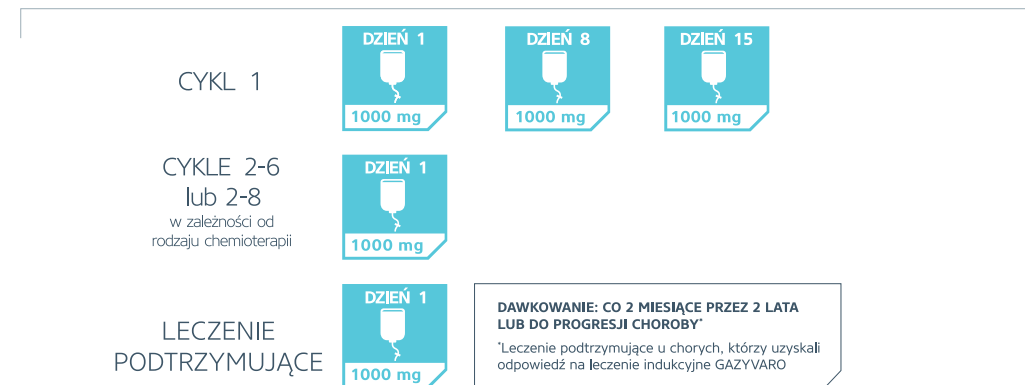 DZIEŃ 1
DZIEŃ 8
DZIEŃ 15
CYKL 1
1000 mg
1000 mg
1000 mg
CYKLE 2-6
lub 2-8
w zależności od
rodzaju chemioterapii
DZIEŃ 1
1000 mg
LECZENIE
PODTRZYMUJĄCE
DZIEŃ 1
1000 mg
DAWKOWANIE: CO 2 MIESIĄCE PRZEZ 2 LATA
LUB DO PROGRESJI CHOROBY*
*Leczenie podtrzymujące u chorych, którzy uzyskali
odpowiedź na leczenie indukcyjne GAZYVARO